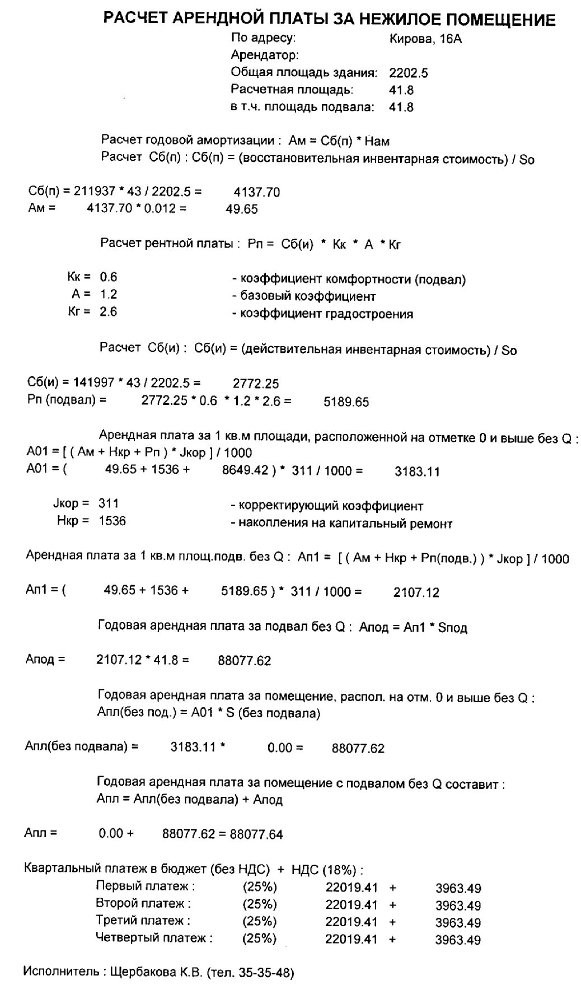 РАСЧЕТ АРЕНДНОЙ ПЛАТЫ ЗА НЕЖИЛОЕ ПОМЕЩЕНИЕ
По адресу: Кирова, 16А
Арендатор:
Общая площадь здания: 2202.5
Расчетная площадь: 41.8
в т.ч. площадь подвала: 41.8
Расчет годовой амортизации : Ам = Сб(п) * Нам
Расчет Сб(п) : Сб(п) = (восстановительная инвентарная стоимость) / So
Сб(п) = 211937 * 43 / 2202.5 = 4137.70
Ам = 4137.70 * 0.012 = 49.65
Расчет рентной платы : Рп = Сб(и) * Кк * А * Кг
Кк = 0.6 - коэффициент комфортности (подвал)
А = 1.2 - базовый коэффициент
Кг = 2.6 - коэффициент градостроения
Расчет Сб(и) : Сб(и) = (действительная инвентарная стоимость) / So
Сб(и) = 141997 * 43 / 2202.5 = 2772.25
Рп (подвал) = 2772.25 * 0.6 * 1.2 * 2.6 = 5189.65
Арендная плата за 1 кв.м площади, расположенной на отметке 0 и выше без Q :
А01 = [ ( Ам + Нкр + Рп ) * Jкор ] / 1000
А01 = ( 49.65 + 1536 + 8649.42 ) * 311 / 1000 = 3183.11
Jкор = 311 - корректирующий коэффициент
Нкр = 1536 - накопления на капитальный ремонт
Арендная плата за 1 кв.м площ.подв. без Q : Ап1 = [ ( Ам + Нкр + Рп(подв.) ) * Jкор ] / 1000
Ап1 = ( 49.65 + 1536 + 5189.65 ) * 311 / 1000 = 2107.12
Годовая арендная плата за подвал без Q : Апод = Ап1 * Sпод
Апод = 2107.12 * 41.8 = 88077.62
Годовая арендная плата за помещение, распол. на отм. 0 и выше без Q :
Апл(без под.) = А01 * S (без подвала)
Апл(без подвала) = 3183.11 * 0.00 = 88077.62
Годовая арендная плата за помещение с подвалом без Q составит :
Апл = Апл(без подвала) + Апод
Апл = 0.00 + 88077.62 = 88077.64
Квартальный платеж в бюджет (без НДС) + НДС (18%) :
Первый платеж : (25%) 22019.41 + 3963.49
Второй платеж : (25%) 22019.41 + 3963.49
Третий платеж : (25%) 22019.41 + 3963.49
Четвертый платеж : (25%) 22019.41 + 3963.49
Исполнитель : Щербакова К.В. (тел. 35-35-48)